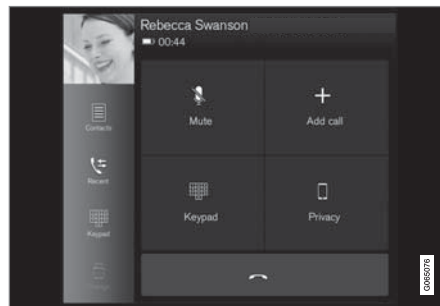 Rebecca Swanson
00:44
Contacts
Recent
Keypad
Mute
Add call
Keypad
Privacy
G065076